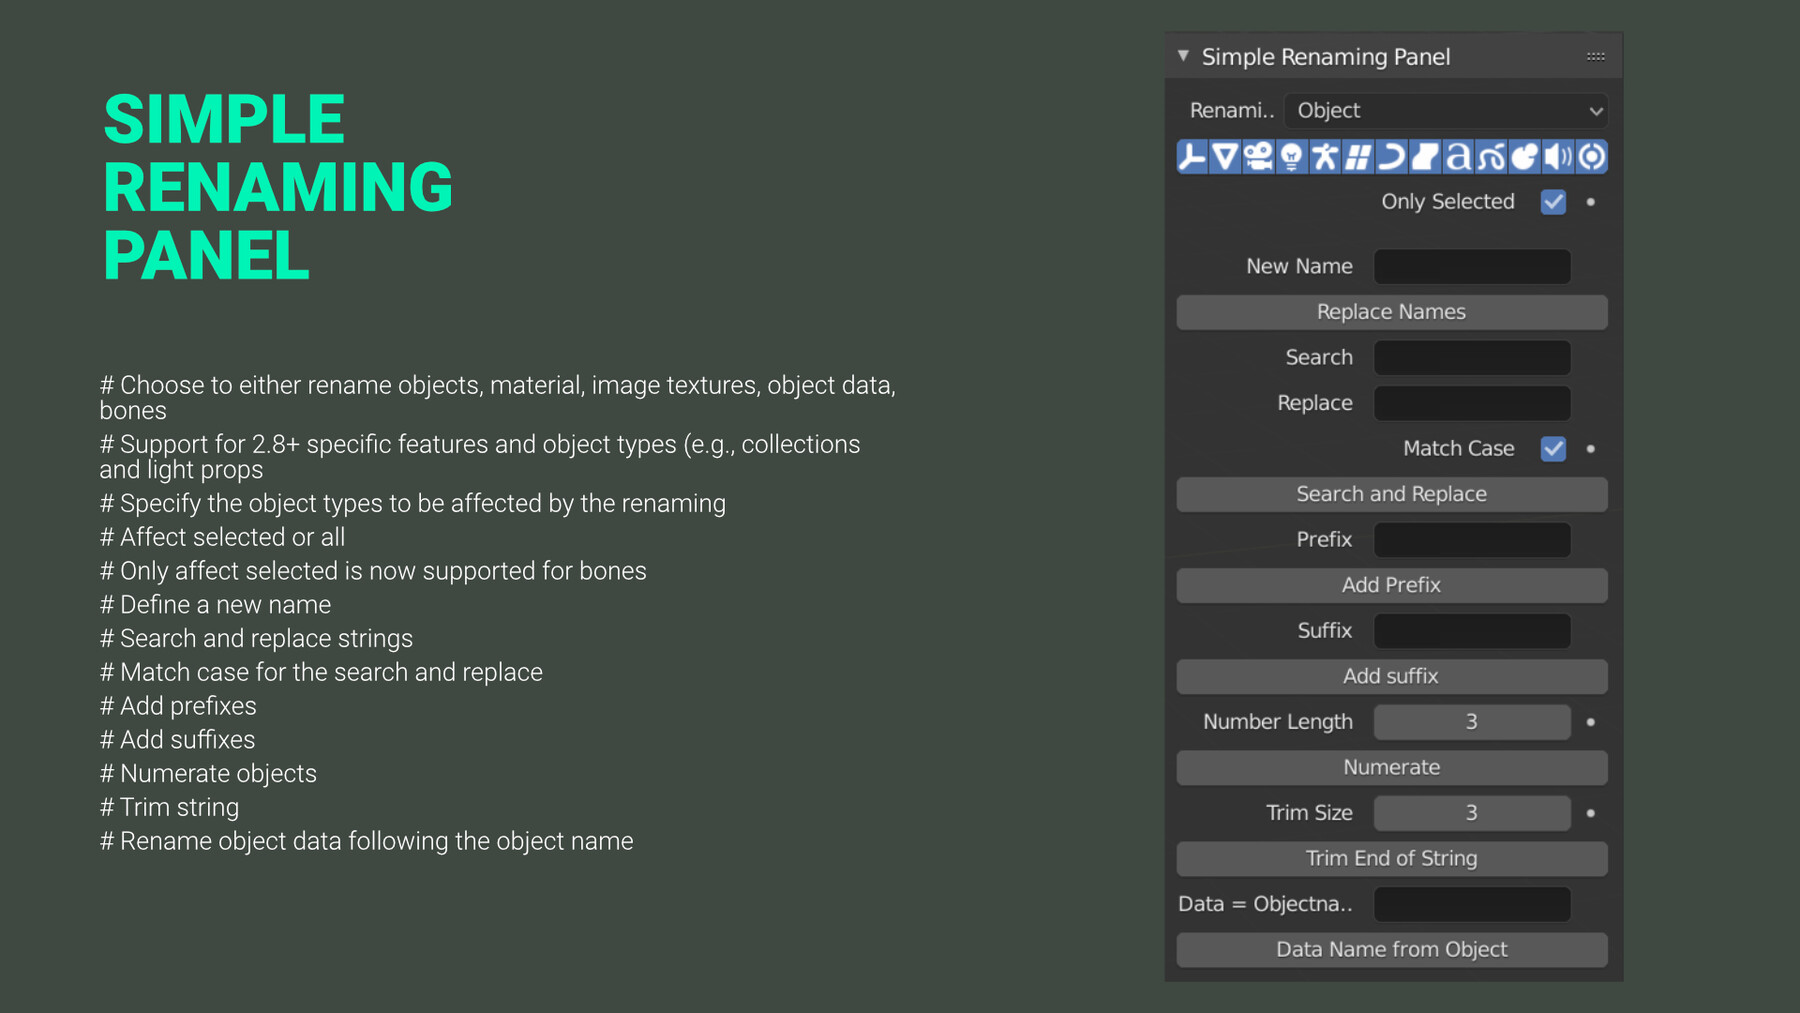 SIMPLE
RENAMING
PANEL
# Choose to either rename objects, material, image textures, object data,
bones
# Support for 2.8+ specific features and object types (e.g., collections
and light props
# Specify the object types to be affected by the renaming
# Affect selected or all
# Only affect selected is now supported for bones
# Define a new name
# Search and replace strings
# Match case for the search and replace
# Add prefixes
# Add suffixes
# Numerate objects
# Trim string
# Rename object data following the object name
Simple Renaming Panel
Renami.. Object
Only Selected
New Name
Replace Names
Search
Replace
Match Case
Search and Replace
Prefix
Add Prefix
Suffix
Add suffix
Number Length 3
Numerate
Trim Size 3
Trim End of String
Data = Objectna..
Data Name from Object